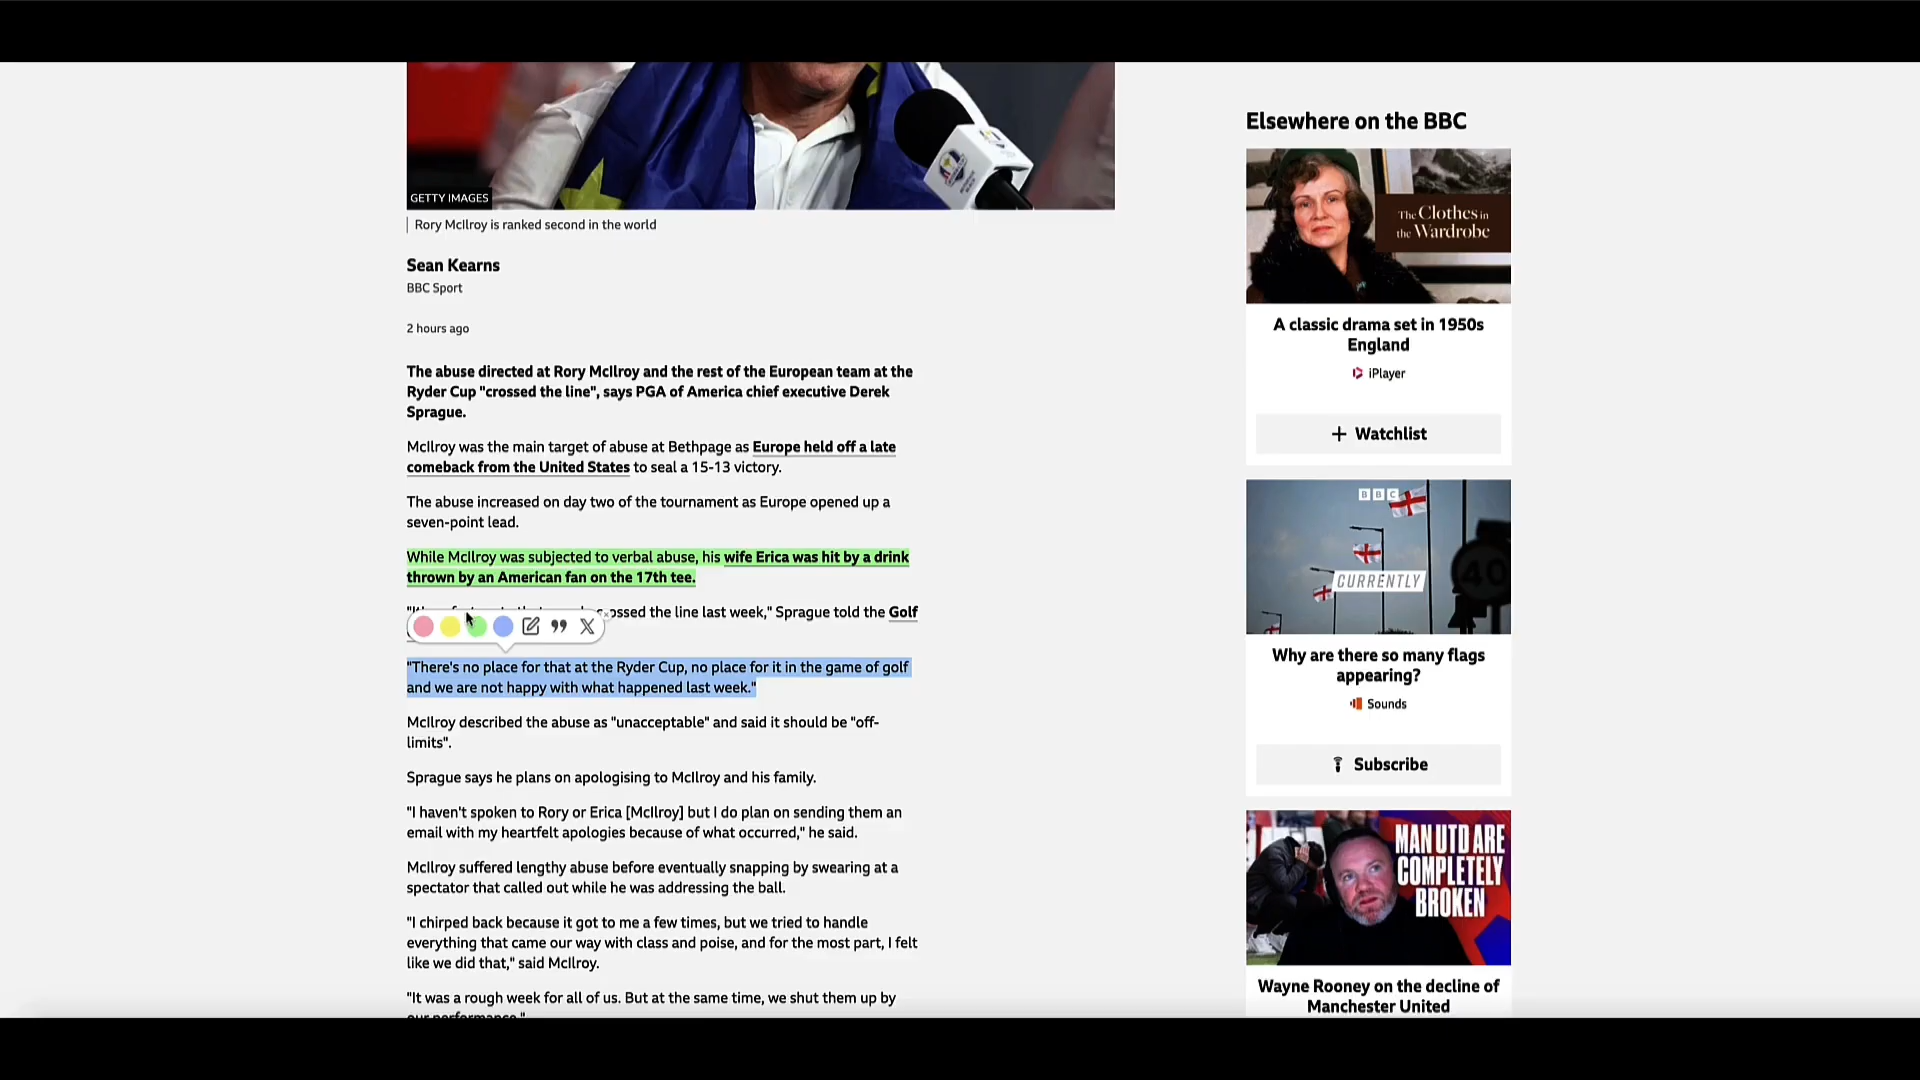 GETTY IMAGES
Rory McIlroy is ranked second in the world
Sean Kearns
BBC Sport
2 hours ago
The abuse directed at Rory McIlroy and the rest of the European team at the
Ryder Cup "crossed the line", says PGA of America chief executive Derek
Sprague.
McIlroy was the main target of abuse at Bethpage as Europe held off a late
comeback from the United States to seal a 15-13 victory.
The abuse increased on day two of the tournament as Europe opened up a
seven-point lead.
While McIlroy was subjected to verbal abuse, his wife Erica was hit by a drink
thrown by an American fan on the 17th tee.
crossed the line last week," Sprague told the Golf
"There's no place for that at the Ryder Cup, no place for it in the game of golf
and we are not happy with what happened last week."
McIlroy described the abuse as "unacceptable" and said it should be "off-
limits".
Sprague says he plans on apologising to McIlroy and his family.
"I haven't spoken to Rory or Erica [McIlroy] but I do plan on sending them an
email with my heartfelt apologies because of what occurred," he said.
McIlroy suffered lengthy abuse before eventually snapping by swearing at a
spectator that called out while he was addressing the ball.
"I chirped back because it got to me a few times, but we tried to handle
everything that came our way with class and poise, and for the most part, I felt
like we did that," said McIlroy.
"It was a rough week for all of us. But at the same time, we shut them up by
our performance."
Elsewhere on the BBC
The Clothes in
the Wardrobe
A classic drama set in 1950s
England
iPlayer
+ Watchlist
BBC
CURRENTLY
40
Why are there so many flags
appearing?
Sounds
Subscribe
MAN UTD ARE
COMPLETELY
BROKEN
Wayne Rooney on the decline of
Manchester United